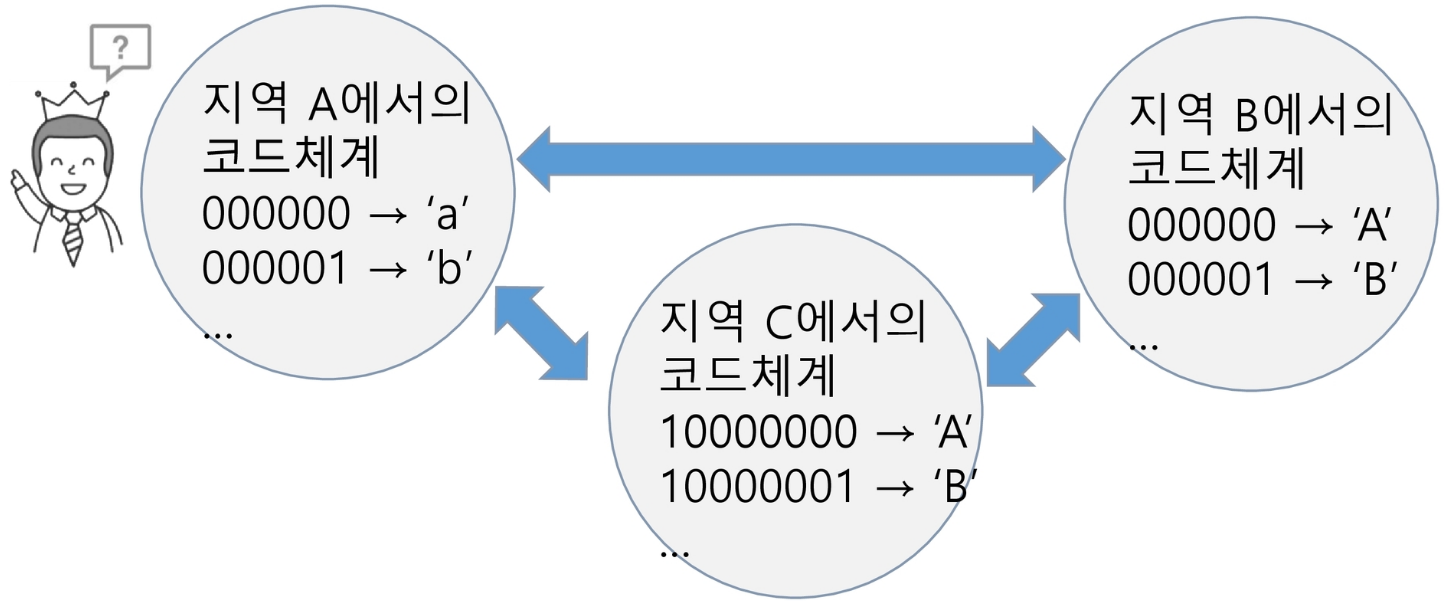 ?
지역 A에서의
코드체계
000000 → ‘a’
000001 → ‘b’
...
지역 B에서의
코드체계
000000 → ‘A’
000001 → ‘B’
...
지역 C에서의
코드체계
10000000 → ‘A’
10000001 → ‘B’
...